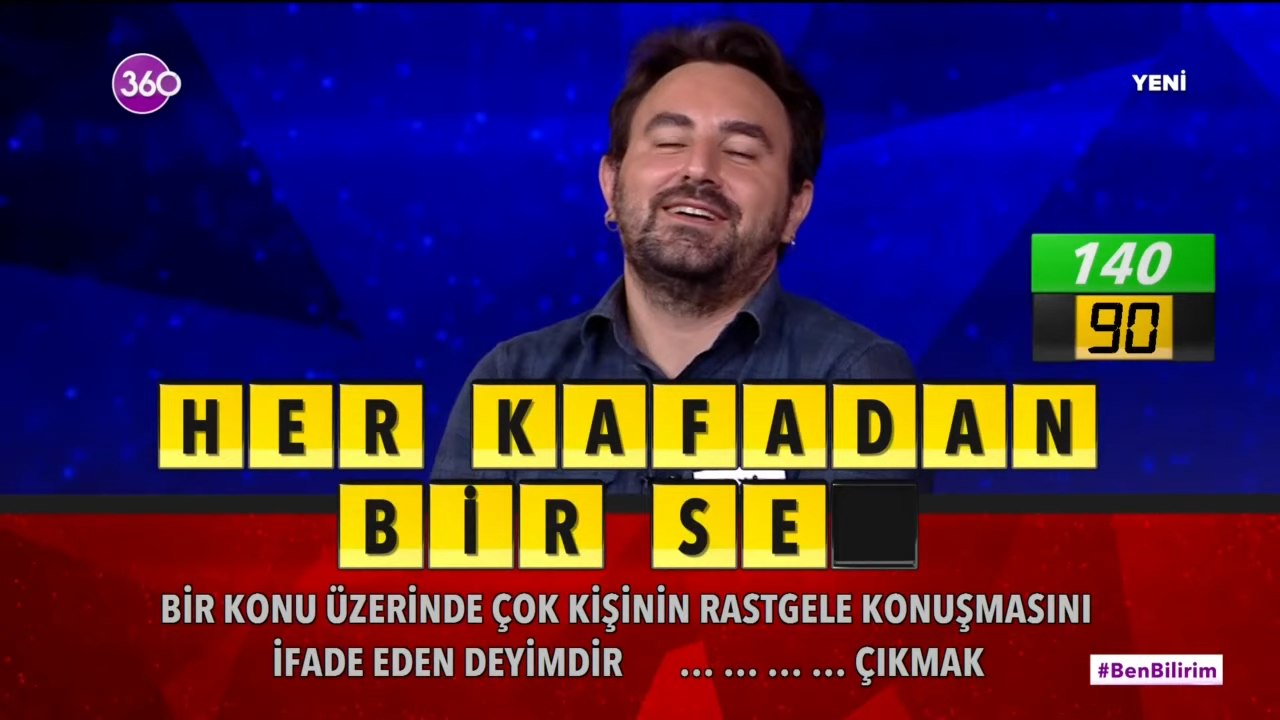 360
YENİ
140
90
HER KAFADAN
BİR SE
BİR KONU ÜZERİNDE ÇOK KİŞİNİN RASTGELE KONUŞMASINI
İFADE EDEN DEYİMDİR ... ... ... ... ÇIKMAK
#BenBilirim